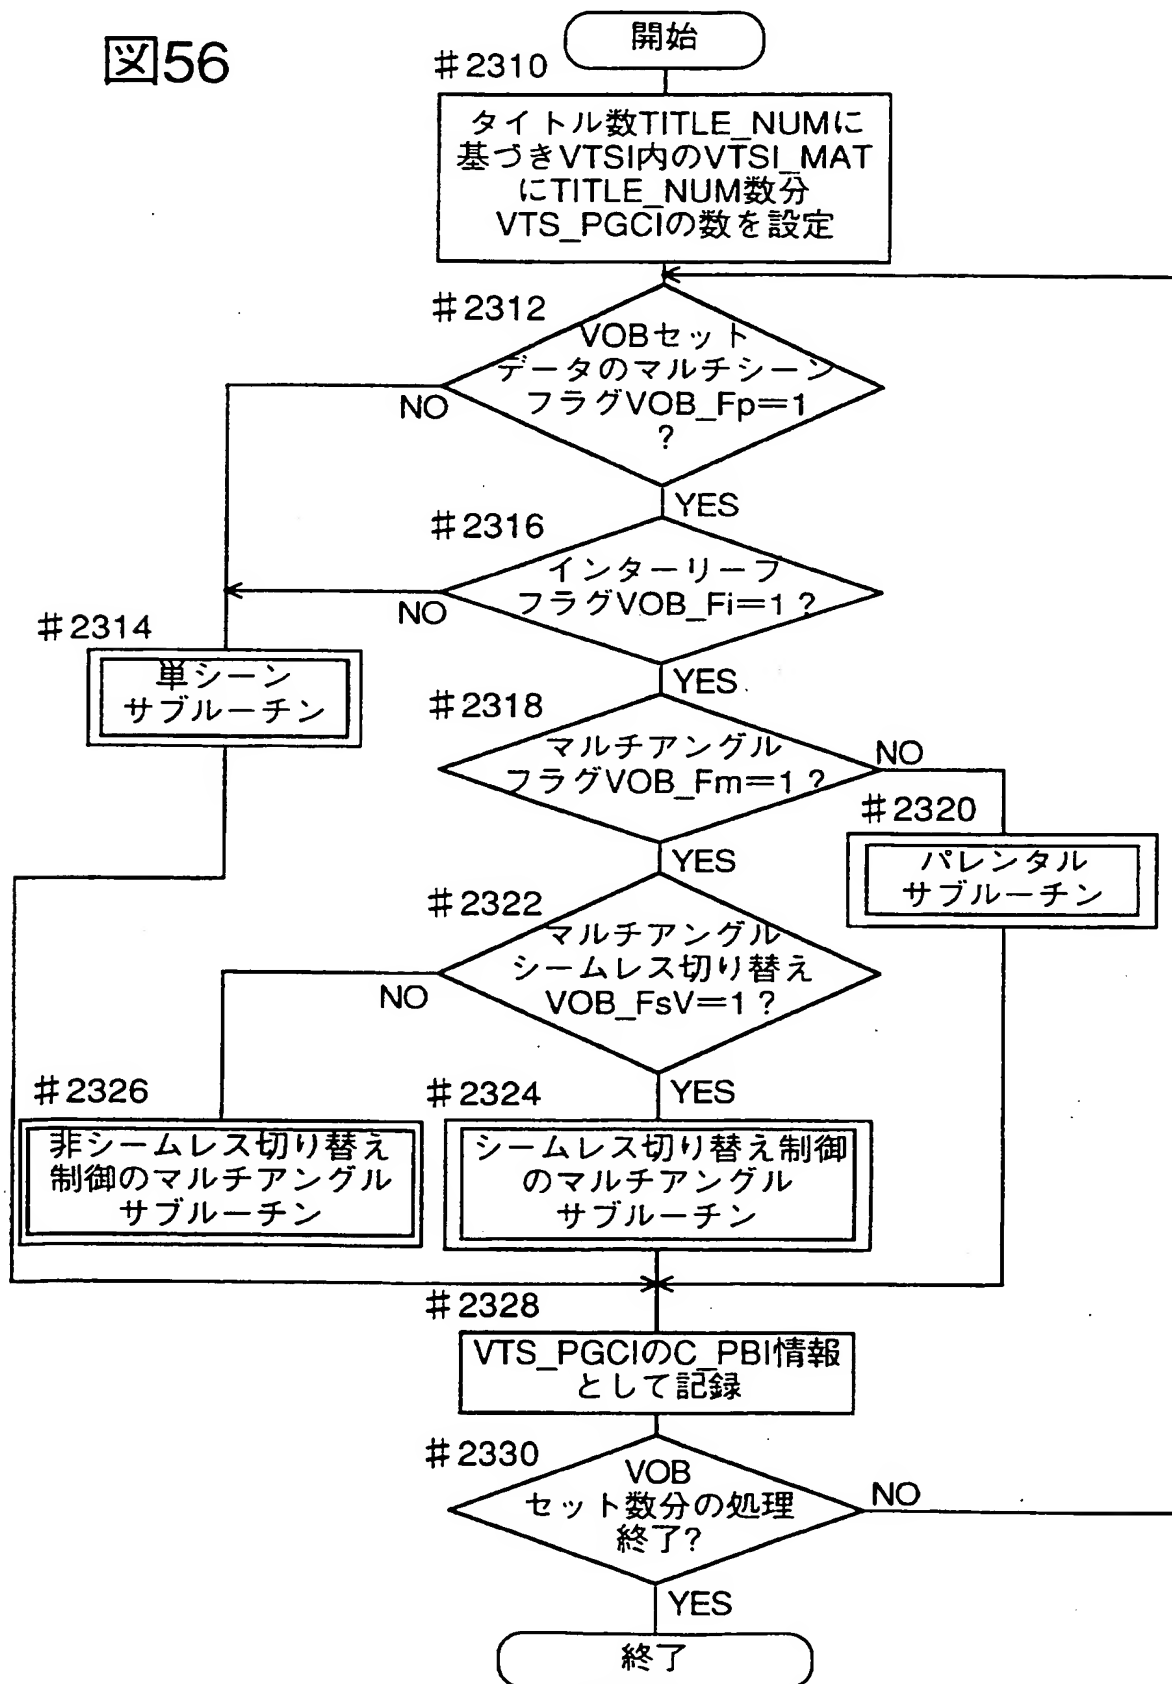 図56
開始
#2310
タイトル数TITLE_NUMに
基づきVTSI内のVTSI_MAT
にTITLE_NUM数分
VTS_PGCIの数を設定
#2312
VOBセット
データのマルチシーン
フラグVOB_Fp=1
?
NO
YES
#2316
インターリーフ
フラグVOB_Fi=1?
NO
YES
#2314
単シーン
サブルーチン
#2318
マルチアングル
フラグVOB_Fm=1?
NO
YES
#2320
パレンタル
サブルーチン
#2322
マルチアングル
シームレス切り替え
VOB_FsV=1?
NO
YES
#2326
非シームレス切り替え
制御のマルチアングル
サブルーチン
#2324
シームレス切り替え制御
のマルチアングル
サブルーチン
#2328
VTS_PGCIのC_PBI情報
として記録
#2330
VOB
セット数分の処理
終了?
NO
YES
終了